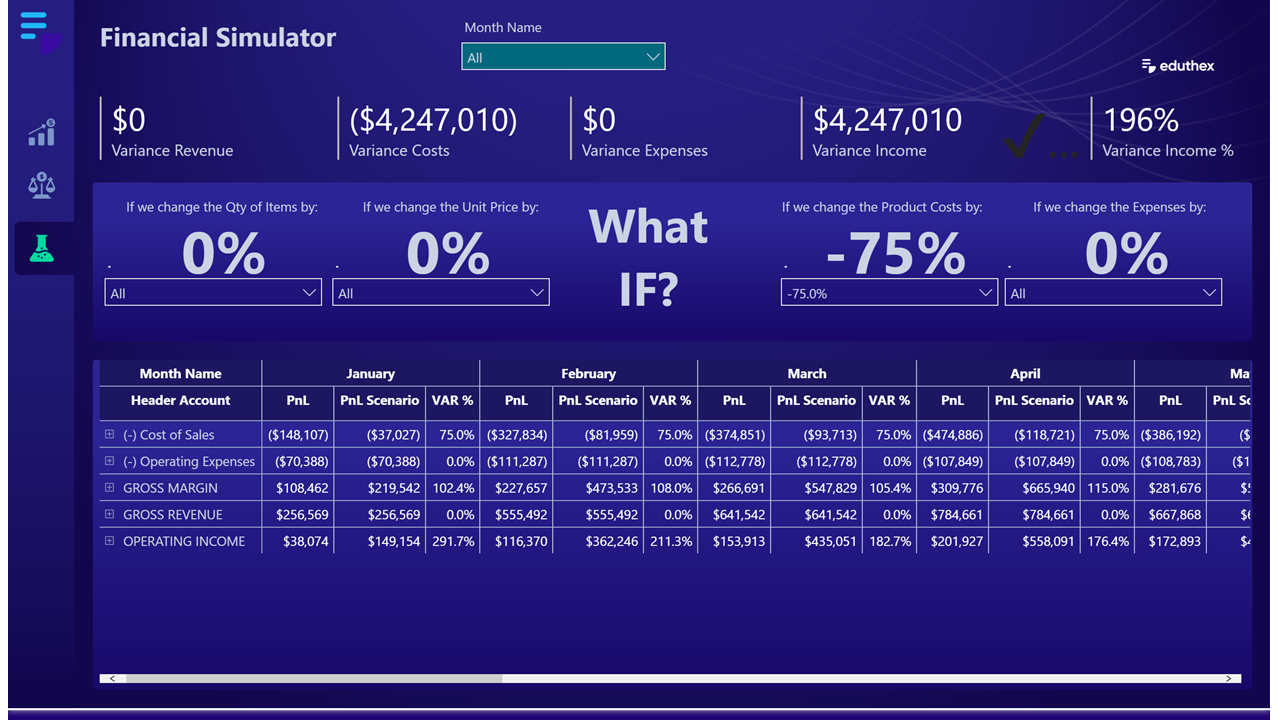 Financial Simulator
Month Name
All
eduthex
$0
Variance Revenue
($4,247,010)
Variance Costs
$0
Variance Expenses
$4,247,010
Variance Income
...
196%
Variance Income %
If we change the Qty of Items by:
0%
.
All
If we change the Unit Price by:
0%
.
All
What
IF?
If we change the Product Costs by:
-75%
.
-75.0%
If we change the Expenses by:
0%
.
All
Month Name January February March April Ma
Header Account PnL PnL Scenario VAR % PnL PnL Scenario VAR % PnL PnL Scenario VAR % PnL PnL Scenario VAR % PnL PnL Sc
(-) Cost of Sales ($148,107) ($37,027) 75.0% ($327,834) ($81,959) 75.0% ($374,851) ($93,713) 75.0% ($474,886) ($118,721) 75.0% ($386,192) ($
(-) Operating Expenses ($70,388) ($70,388) 0.0% ($111,287) ($111,287) 0.0% ($112,778) ($112,778) 0.0% ($107,849) ($107,849) 0.0% ($108,783) ($1
GROSS MARGIN $108,462 $219,542 102.4% $227,657 $473,533 108.0% $266,691 $547,829 105.4% $309,776 $665,940 115.0% $281,676 $
GROSS REVENUE $256,569 $256,569 0.0% $555,492 $555,492 0.0% $641,542 $641,542 0.0% $784,661 $784,661 0.0% $667,868 $
OPERATING INCOME $38,074 $149,154 291.7% $116,370 $362,246 211.3% $153,913 $435,051 182.7% $201,927 $558,091 176.4% $172,893 $